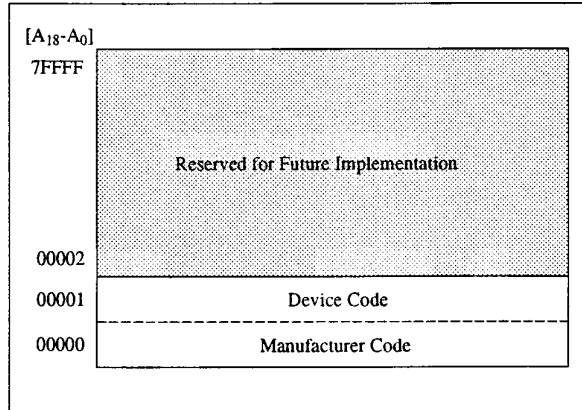 [A18-A0]
7FFFF
Reserved for Future Implementation
00002
00001 Device Code
00000 Manufacturer Code